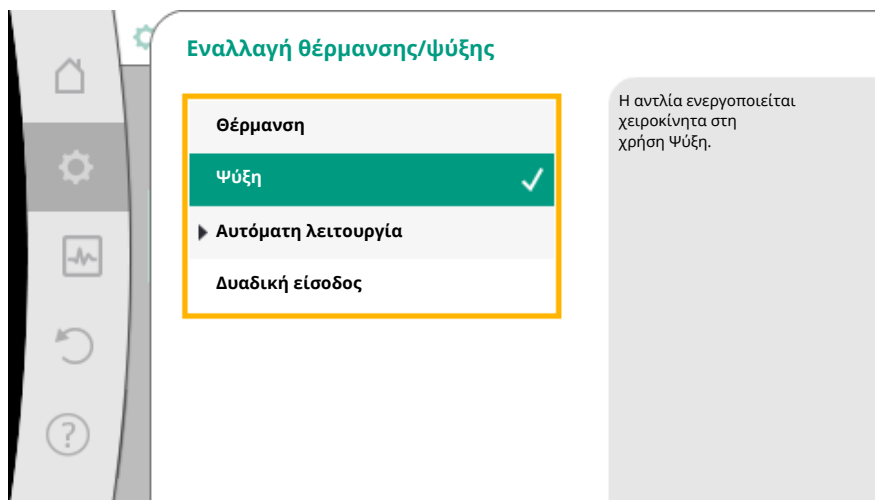 Εναλλαγή θέρμανσης/ψύξης
Θέρμανση
Ψύξη
Αυτόματη λειτουργία
Δυαδική είσοδος
Η αντλία ενεργοποιείται
χειροκίνητα στη
χρήση Ψύξη.